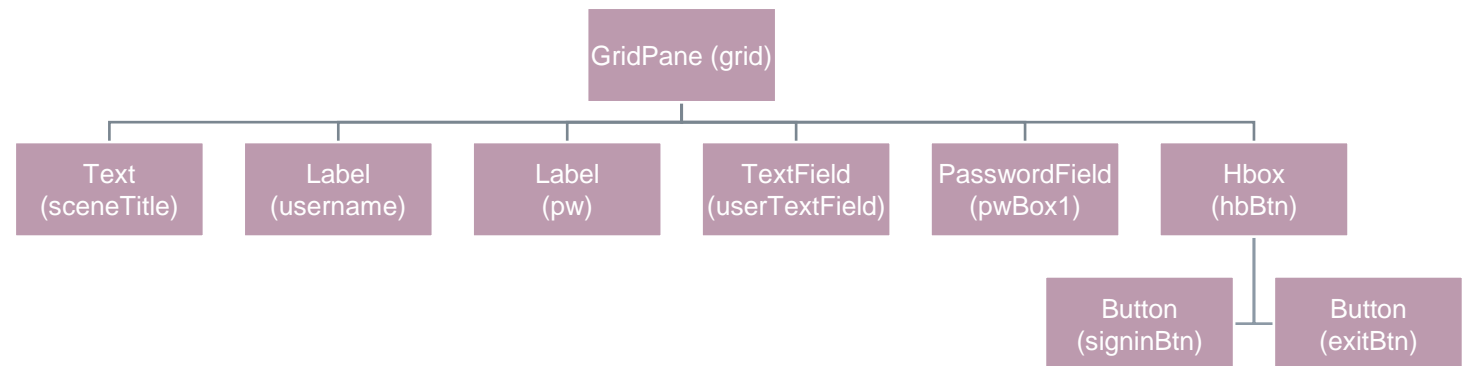 GridPane (grid)
Text
(sceneTitle)
Label
(username)
Label
(pw)
TextField
(userTextField)
PasswordField
(pwBox1)
Hbox
(hbBtn)
Button
(signinBtn)
Button
(exitBtn)